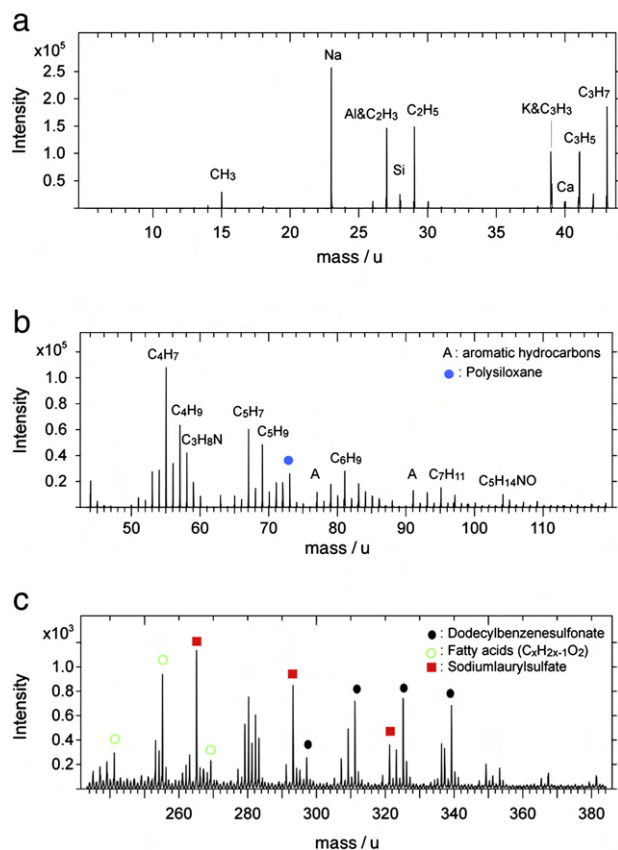 a
x10⁵
2.5
2.0
1.5
1.0
0.5
Intensity
CH₃
Na
Al&C₂H₃
Si
C₂H₅
K&C₃H₃
Ca
C₃H₅
C₃H₇
10 20 30 40
mass / u
b
x10⁵
1.0
0.8
0.6
0.4
0.2
Intensity
C₄H₇
C₄H₉
C₃H₈N
C₅H₇
C₅H₉
A
C₆H₉
A
C₇H₁₁
C₅H₁₄NO
A : aromatic hydrocarbons
: Polysiloxane
50 60 70 80 90 100 110
mass / u
c
x10³
1.0
0.8
0.6
0.4
0.2
Intensity
: Dodecylbenzenesulfonate
: Fatty acids (CₓH₂ₓ₋₁O₂)
: Sodiumlaurylsulfate
260 280 300 320 340 360 380
mass / u